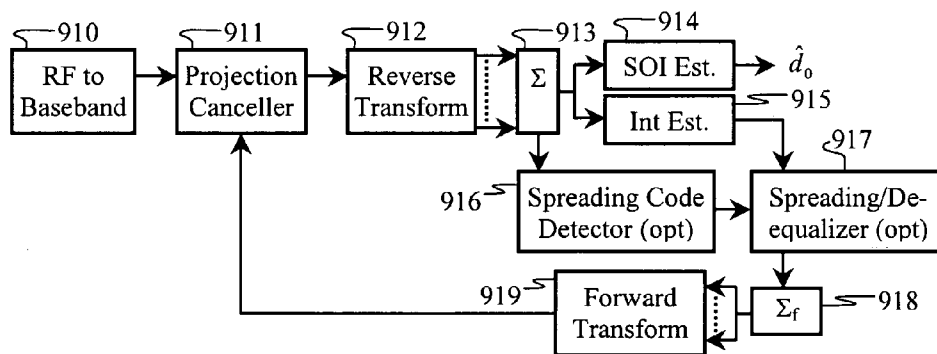 910
RF to
Baseband
911
Projection
Canceller
912
Reverse
Transform
913
Σ
914
SOI Est.
d̂₀
915
Int Est.
916
Spreading Code
Detector (opt)
917
Spreading/De-
equalizer (opt)
918
Σf
919
Forward
Transform